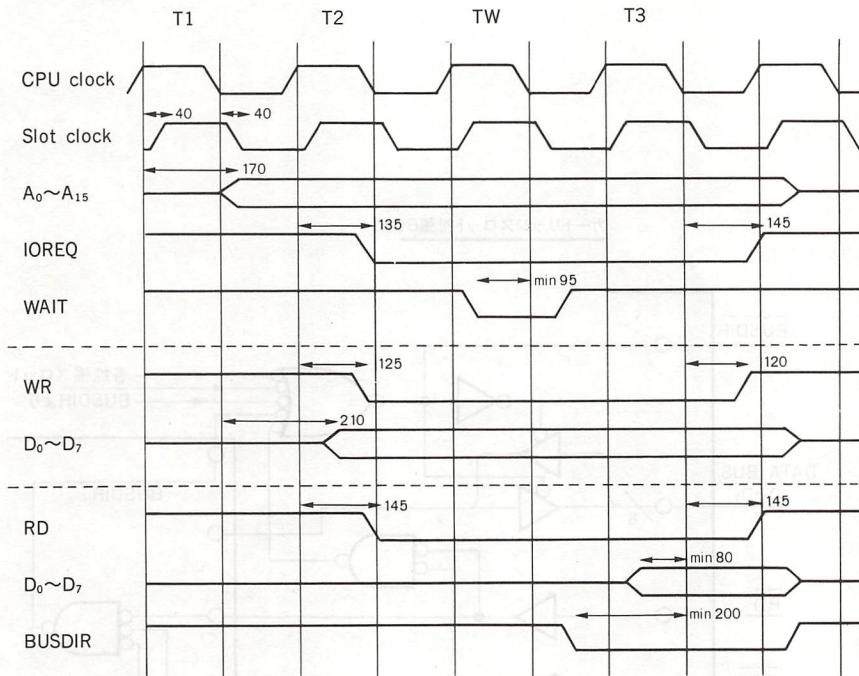 T1 T2 TW T3
CPU clock
40 40
Slot clock
170
A₀～A₁₅
135 145
IOREQ
min 95
WAIT
125 120
WR
210
D₀～D₇
145 145
RD
min 80
D₀～D₇
min 200
BUSDIR